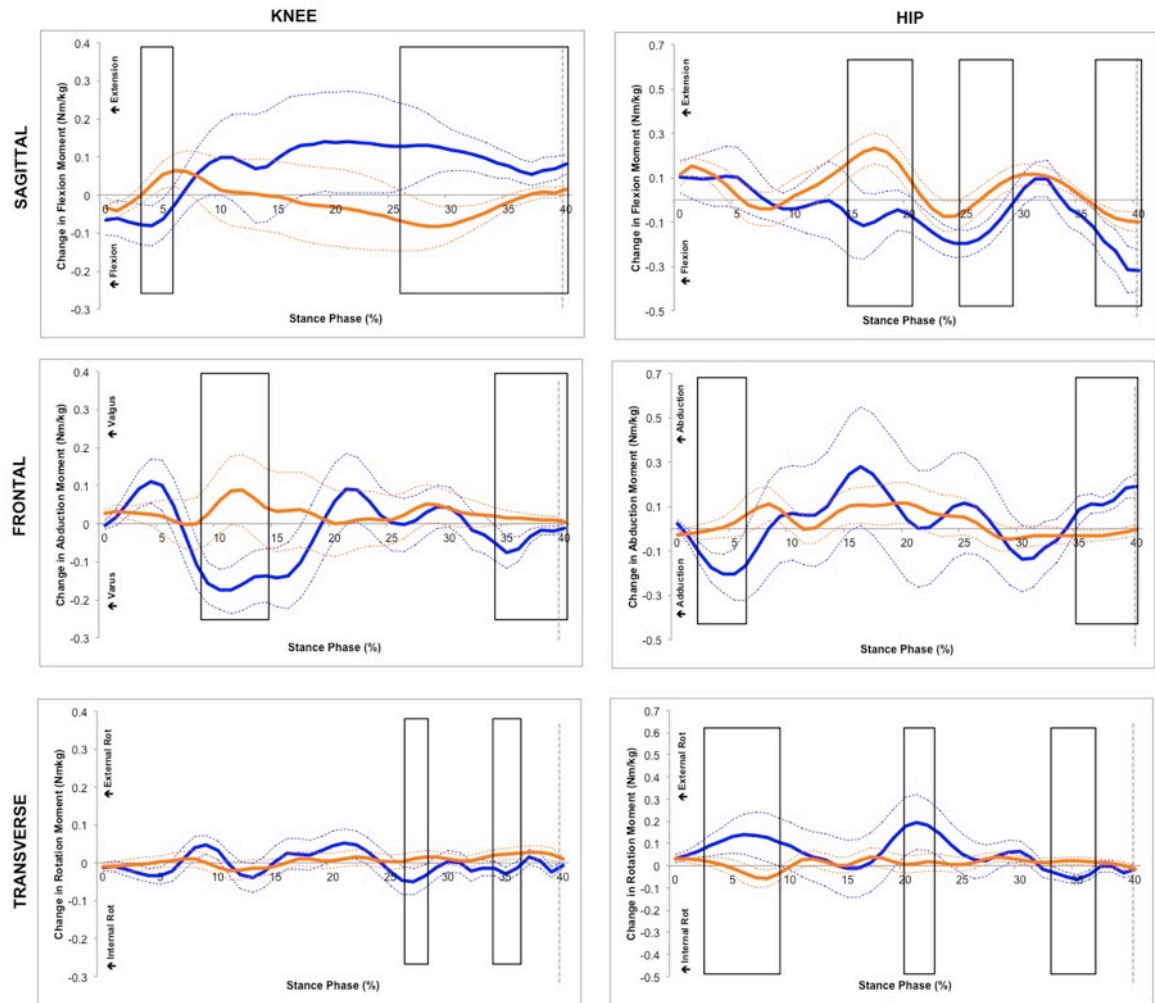 KNEE
HIP
SAGITTAL
Change in Flexion Moment (Nm/kg)
↑ Extension
↑ Flexion
0.4
0.3
0.2
0.1
0
-0.1
-0.2
-0.3
0 5 10 15 20 25 30 35 40
Stance Phase (%)
Change in Flexion Moment (Nm/kg)
↑ Extension
↑ Flexion
0.7
0.5
0.3
0.1
-0.1
-0.3
-0.5
0 5 10 15 20 25 30 35 40
Stance Phase (%)
FRONTAL
Change in Abduction Moment (Nm/kg)
↑ Valgus
↑ Varus
0.4
0.3
0.2
0.1
0
-0.1
-0.2
-0.3
0 5 10 15 20 25 30 35 40
Stance Phase (%)
Change in Abduction Moment (Nm/kg)
↑ Abduction
↑ Adduction
0.7
0.5
0.3
0.1
-0.1
-0.3
-0.5
0 5 10 15 20 25 30 35 40
Stance Phase (%)
TRANSVERSE
Change in Rotation Moment (Nmkg)
↑ External Rot
↑ Internal Rot
0.4
0.3
0.2
0.1
0
-0.1
-0.2
-0.3
0 5 10 15 20 25 30 35 40
Stance Phase (%)
Change in Rotation Moment (Nm/kg)
↑ External Rot
↑ Internal Rot
0.7
0.6
0.5
0.4
0.3
0.2
0.1
0
-0.1
-0.2
-0.3
-0.4
-0.5
0 5 10 15 20 25 30 35 40
Stance Phase (%)